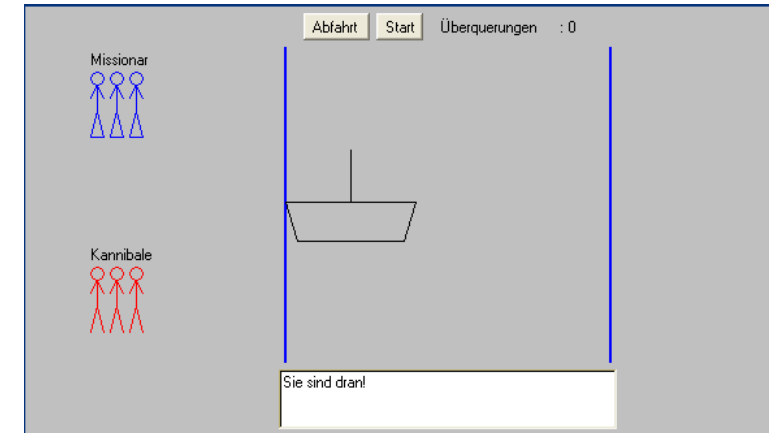 Abfahrt Start Überquerungen : 0
Missionar
Kannibale
Sie sind dran!